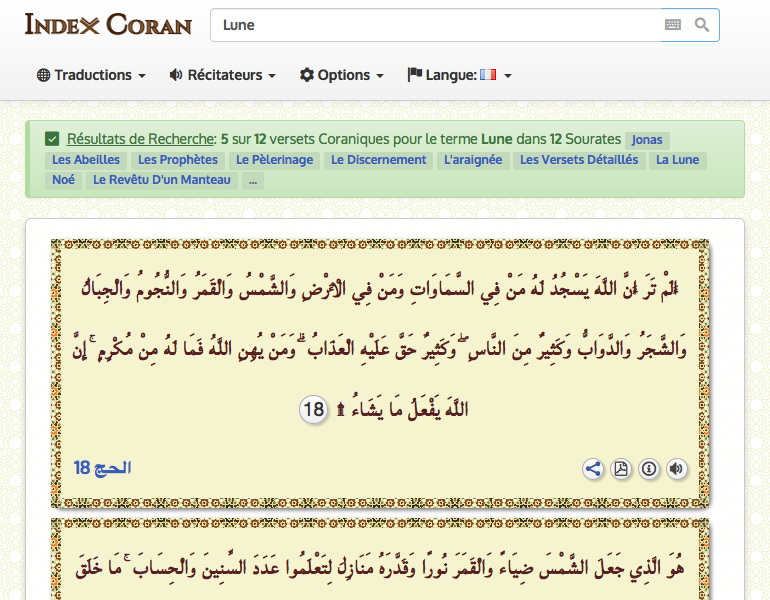 INDEX CORAN
Lune
Traductions Récitateurs Options Langue:
Résultats de Recherche: 5 sur 12 versets Coraniques pour le terme Lune dans 12 Sourates Jonas
Les Abeilles Les Prophètes Le Pèlerinage Le Discernement L'araignée Les Versets Détaillés La Lune
Noé Le Revêtu D'un Manteau ...
أَلَمْ تَرَ أَنَّ اللَّهَ يَسْجُدُ لَهُ مَنْ فِي السَّمَاوَاتِ وَمَنْ فِي الْأَرْضِ وَالشَّمْسُ وَالْقَمَرُ وَالنُّجُومُ وَالْجِبَالُ
وَالشَّجَرُ وَالدَّوَابُّ وَكَثِيرٌ مِنَ النَّاسِ ۖ وَكَثِيرٌ حَقَّ عَلَيْهِ الْعَذَابُ ۗ وَمَنْ يُهِنِ اللَّهُ فَمَا لَهُ مِنْ مُكْرِمٍ ۚ إِنَّ
اللَّهَ يَفْعَلُ مَا يَشَاءُ ۩ 18
الحج 18
هُوَ الَّذِي جَعَلَ الشَّمْسَ ضِيَاءً وَالْقَمَرَ نُورًا وَقَدَّرَهُ مَنَازِلَ لِتَعْلَمُوا عَدَدَ السِّنِينَ وَالْحِسَابَ ۚ مَا خَلَقَ